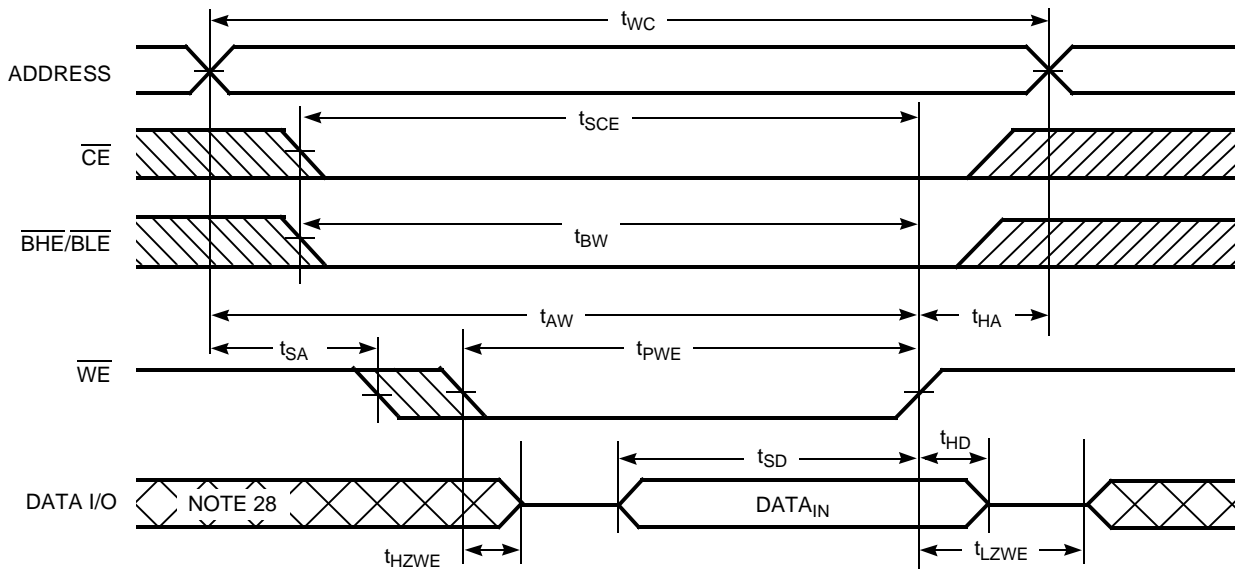 tWC
ADDRESS
tSCE
CE
tBW
BHE/BLE
tAW
tHA
tSA
tPWE
WE
tHD
tSD
DATA I/O
NOTE 28
DATAIN
tHZWE
tLZWE